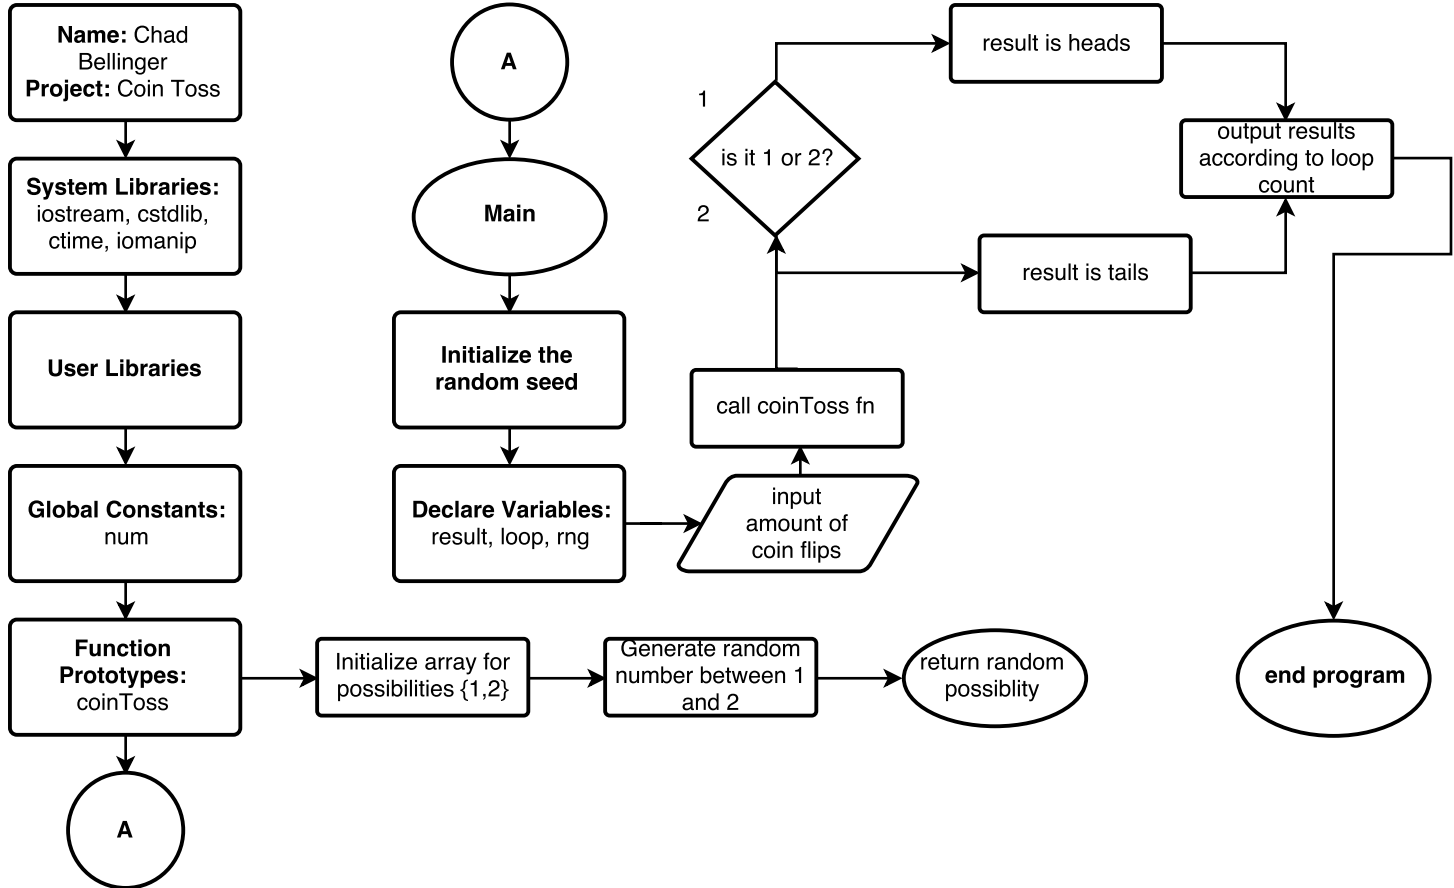 Name: Chad
Bellinger
Project: Coin Toss
System Libraries:
iostream, cstdlib,
ctime, iomanip
User Libraries
Global Constants:
num
Function
Prototypes:
coinToss
A
Initialize array for
possibilities {1,2}
Generate random
number between 1
and 2
return random
possiblity
A
Main
Initialize the
random seed
Declare Variables:
result, loop, rng
input
amount of
coin flips
call coinToss fn
is it 1 or 2?
1
2
result is heads
result is tails
output results
according to loop
count
end program